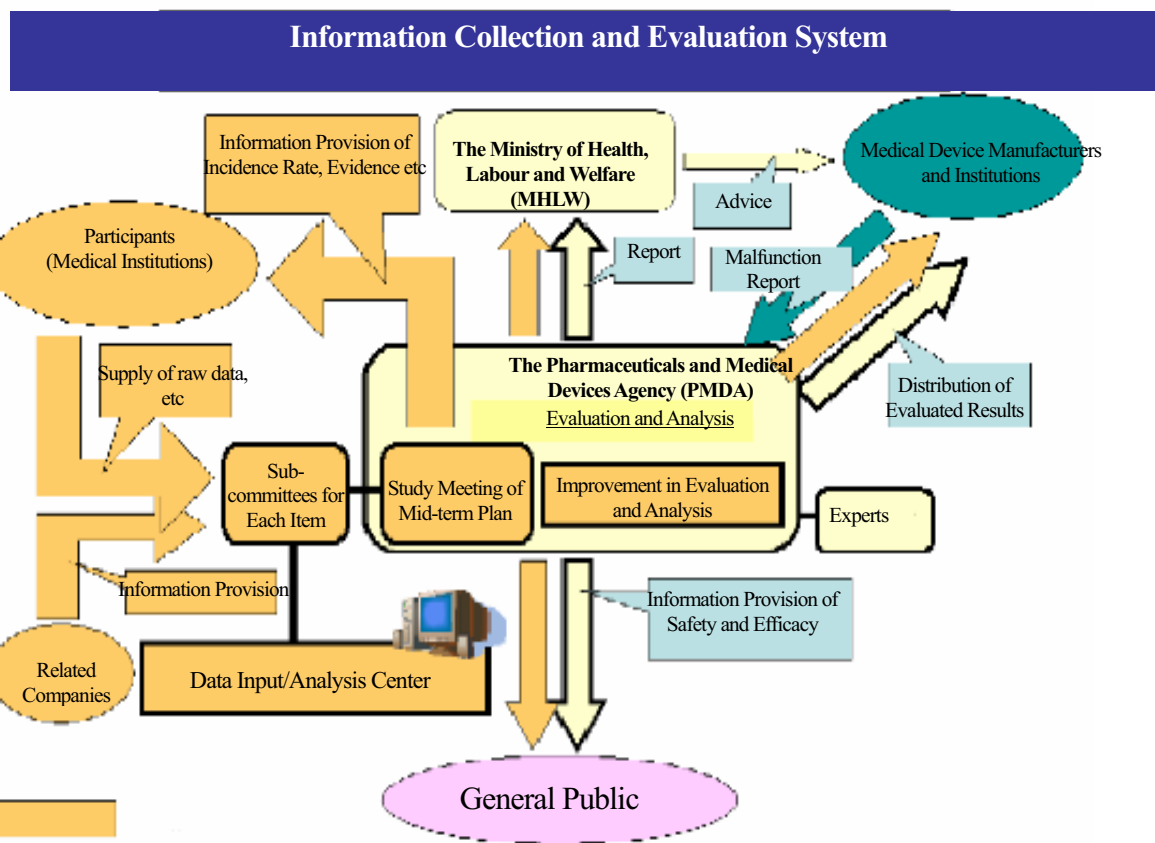 Information Collection and Evaluation System
Information Provision of
Incidence Rate, Evidence etc
The Ministry of Health,
Labour and Welfare
(MHLW)
Medical Device Manufacturers
and Institutions
Advice
Participants
(Medical Institutions)
Report
Malfunction
Report
Supply of raw data,
etc
The Pharmaceuticals and Medical
Devices Agency (PMDA)
Evaluation and Analysis
Distribution of
Evaluated Results
Sub-
committees for
Each Item
Study Meeting of
Mid-term Plan
Improvement in Evaluation
and Analysis
Experts
Information Provision
Information Provision of
Safety and Efficacy
Related
Companies
Data Input/Analysis Center
General Public